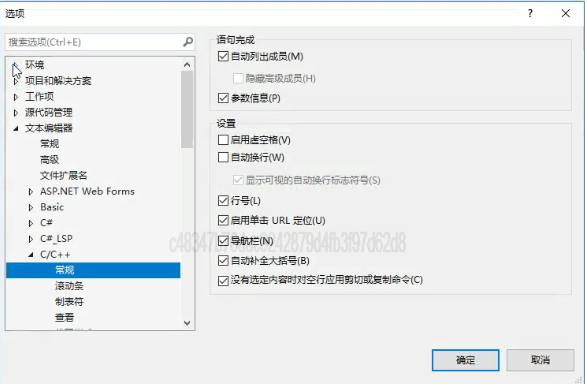 选项
? ×
搜索选项(Ctrl+E)
环境
项目和解决方案
工作项
源代码管理
文本编辑器
常规
高级
文件扩展名
ASP.NET Web Forms
Basic
C#
C#_LSP
C/C++
常规
滚动条
制表符
查看
语句完成
自动列出成员(M)
隐藏高级成员(H)
参数信息(P)
设置
启用虚空格(V)
自动换行(W)
显示可视的自动换行标志符号(S)
行号(L)
启用单击 URL 定位(U)
导航栏(N)
自动补全大括号(B)
没有选定内容时对空行应用剪切或复制命令(C)
确定
取消